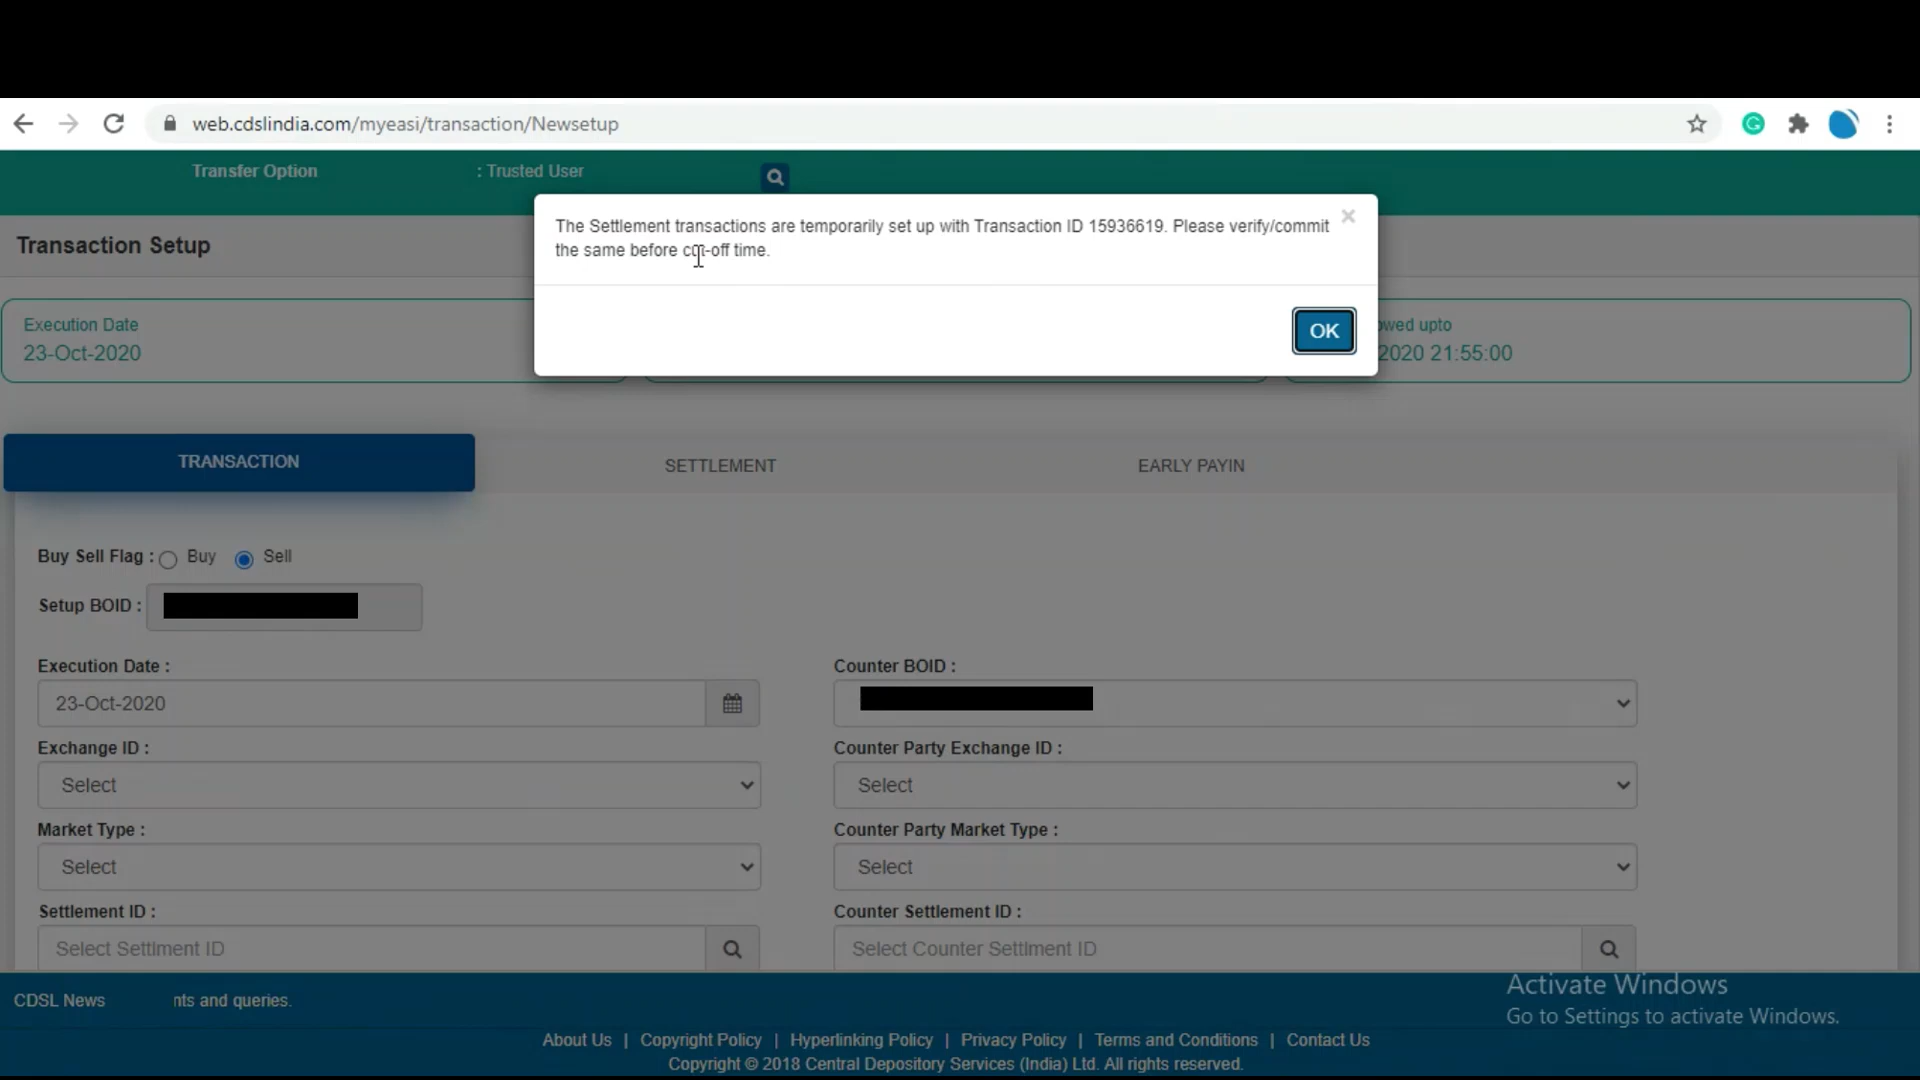 web.cdslindia.com/myeasi/transaction/Newsetup
Transfer Option : Trusted User
The Settlement transactions are temporarily set up with Transaction ID 15936619. Please verify/commit
the same before cut-off time.
×
OK
Transaction Setup
Execution Date
23-Oct-2020
owed upto
2020 21:55:00
TRANSACTION SETTLEMENT EARLY PAYIN
Buy Sell Flag : Buy Sell
Setup BOID :
Execution Date : Counter BOID :
23-Oct-2020
Exchange ID : Counter Party Exchange ID :
Select Select
Market Type : Counter Party Market Type :
Select Select
Settlement ID : Counter Settlement ID :
Select Settlment ID Select Counter Settlment ID
CDSL News nts and queries.
Activate Windows
Go to Settings to activate Windows.
About Us | Copyright Policy | Hyperlinking Policy | Privacy Policy | Terms and Conditions | Contact Us
Copyright © 2018 Central Depository Services (India) Ltd. All rights reserved.